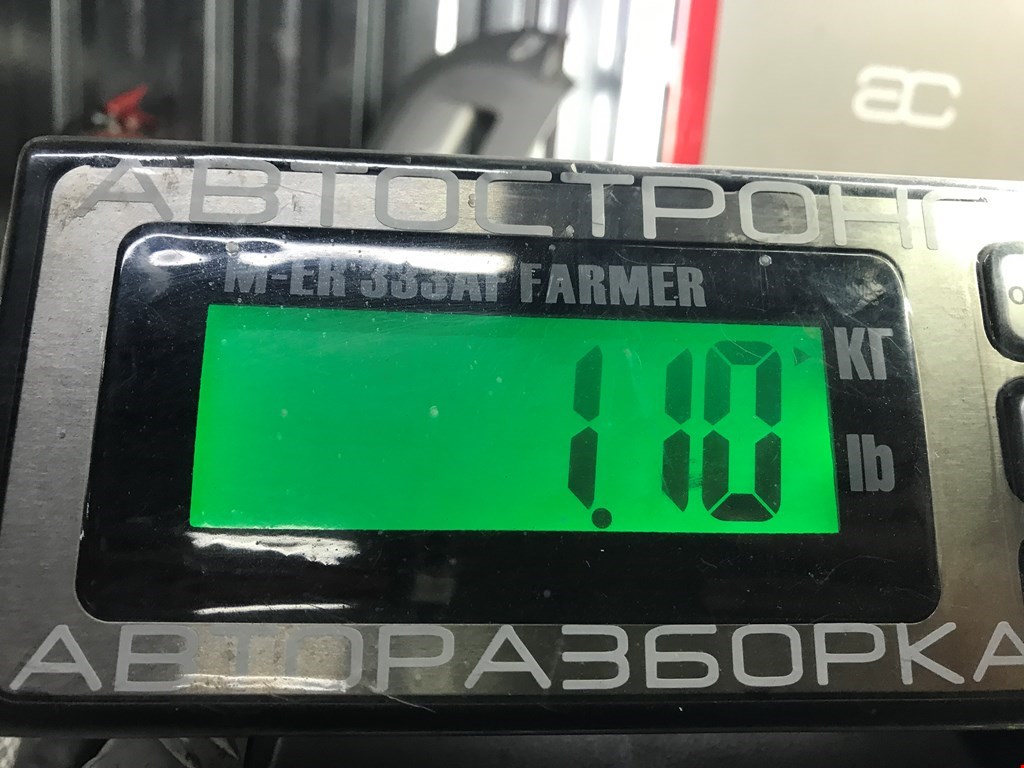 ac
АВТОСТРОНГ
M-ER 333AF FARMER
1.10
КГ
lb
АВТОРАЗБОРКА